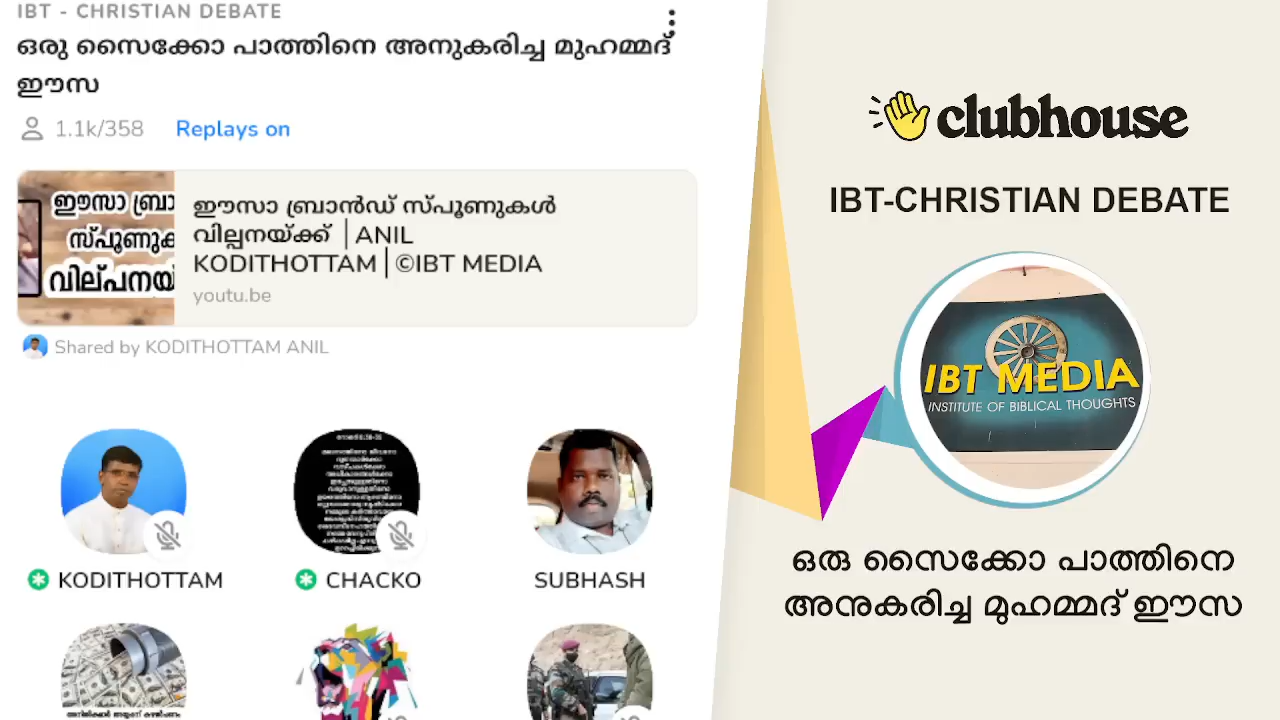 IBT - CHRISTIAN DEBATE
ഒരു സൈക്കോ പാത്തിനെ അനുകരിച്ച മുഹമ്മദ്
ഈസ
1.1k/358 Replays on
ഈസാ ബ്രാ
സ്പൂണുക
വില്പനയ്
ഈസാ ബ്രാൻഡ് സ്പൂണുകൾ
വില്പനയ്ക്ക് │ANIL
KODITHOTTAM│©IBT MEDIA
youtu.be
Shared by KODITHOTTAM ANIL
KODITHOTTAM
CHACKO
SUBHASH
clubhouse
IBT-CHRISTIAN DEBATE
IBT MEDIA
INSTITUTE OF BIBLICAL THOUGHTS
ഒരു സൈക്കോ പാത്തിനെ
അനുകരിച്ച മുഹമ്മദ് ഈസ